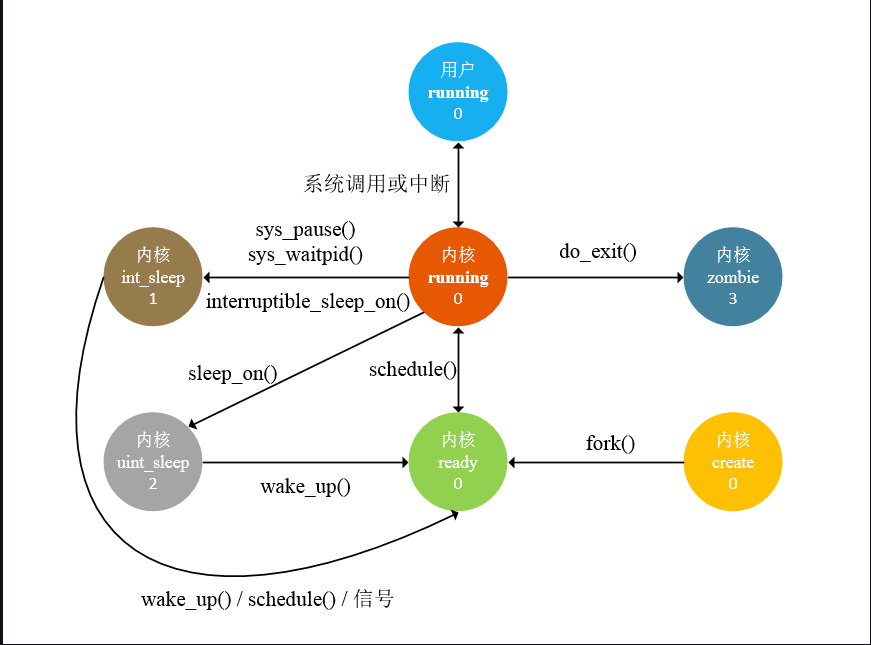 用户
running
0
系统调用或中断
sys_pause()
sys_waitpid()
内核
int_sleep
1
interruptible_sleep_on()
内核
running
0
do_exit()
内核
zombie
3
sleep_on()
schedule()
内核
uint_sleep
2
wake_up()
内核
ready
0
fork()
内核
create
0
wake_up() / schedule() / 信号